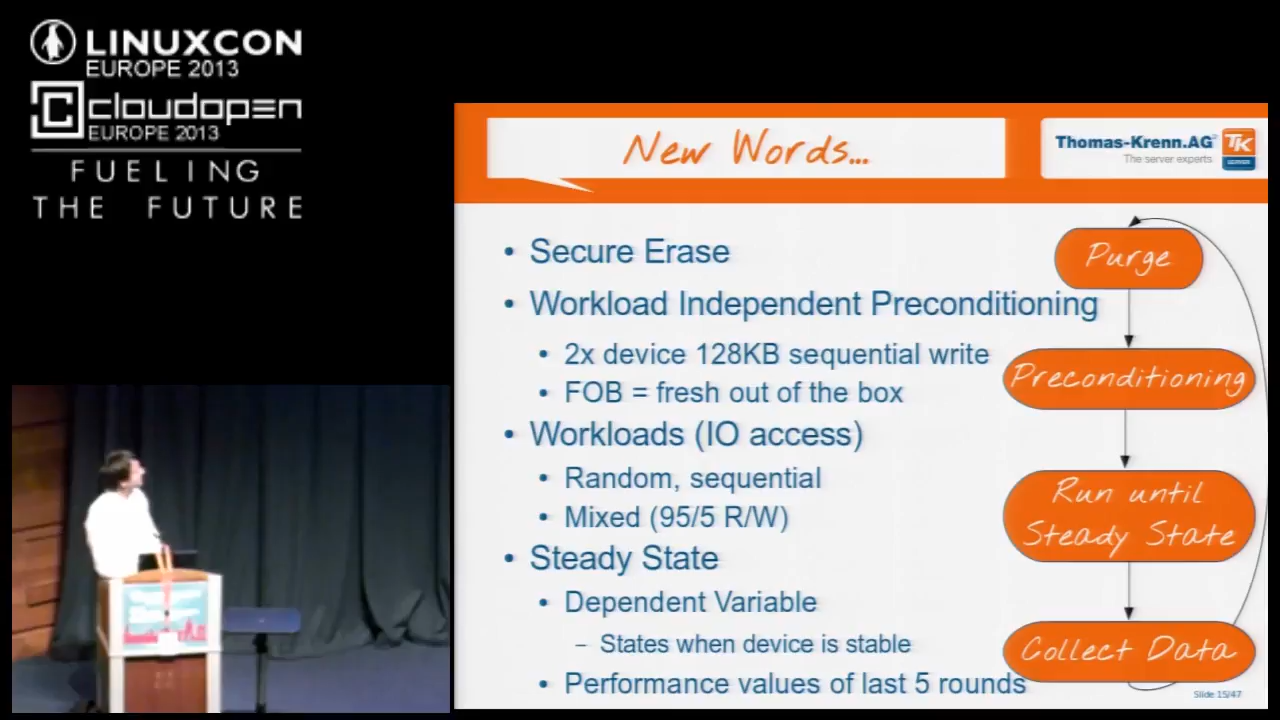 LINUXCON
EUROPE 2013
cloudopen
EUROPE 2013
FUELING
THE FUTURE
New Words...
Thomas-Krenn.AG
The server experts
TK
• Secure Erase
• Workload Independent Preconditioning
• 2x device 128KB sequential write
• FOB = fresh out of the box
• Workloads (IO access)
• Random, sequential
• Mixed (95/5 R/W)
• Steady State
• Dependent Variable
– States when device is stable
• Performance values of last 5 rounds
Purge
Preconditioning
Run until
Steady State
Collect Data
Slide 15/47